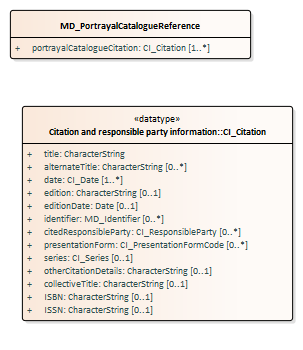 MD_PortrayalCatalogueReference
+ portrayalCatalogueCitation: CI_Citation [1..*]
«datatype»
Citation and responsible party information::CI_Citation
+ title: CharacterString
+ alternateTitle: CharacterString [0..*]
+ date: CI_Date [1..*]
+ edition: CharacterString [0..1]
+ editionDate: Date [0..1]
+ identifier: MD_Identifier [0..*]
+ citedResponsibleParty: CI_ResponsibleParty [0..*]
+ presentationForm: CI_PresentationFormCode [0..*]
+ series: CI_Series [0..1]
+ otherCitationDetails: CharacterString [0..1]
+ collectiveTitle: CharacterString [0..1]
+ ISBN: CharacterString [0..1]
+ ISSN: CharacterString [0..1]